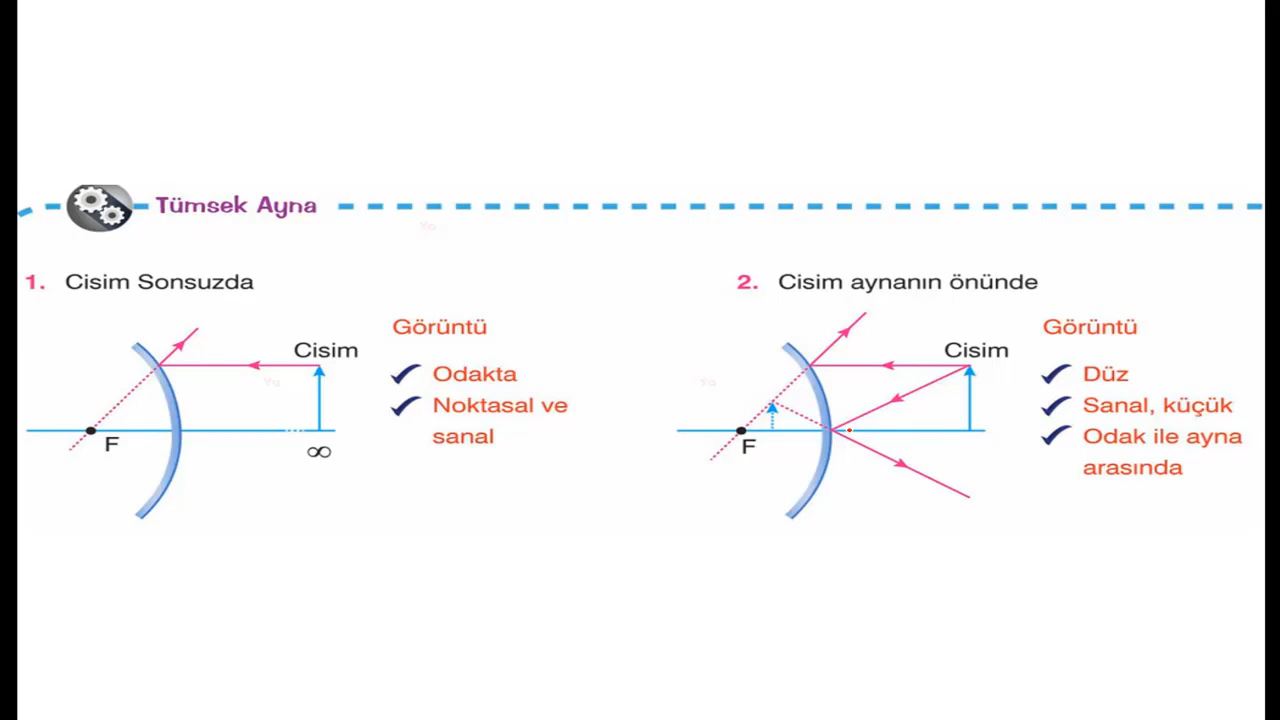 Tümsek Ayna
1. Cisim Sonsuzda
Görüntü
Cisim
Odakta
Noktasal ve
sanal
F
∞
2. Cisim aynanın önünde
Görüntü
Cisim
Düz
Sanal, küçük
Odak ile ayna
arasında
F